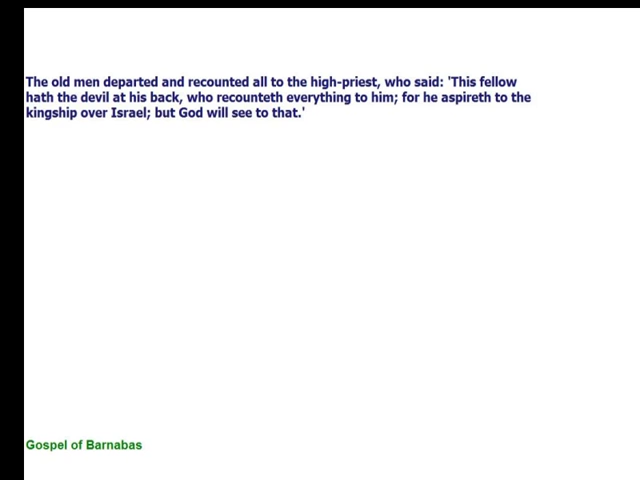 The old men departed and recounted all to the high-priest, who said: 'This fellow
hath the devil at his back, who recounteth everything to him; for he aspireth to the
kingship over Israel; but God will see to that.'
Gospel of Barnabas